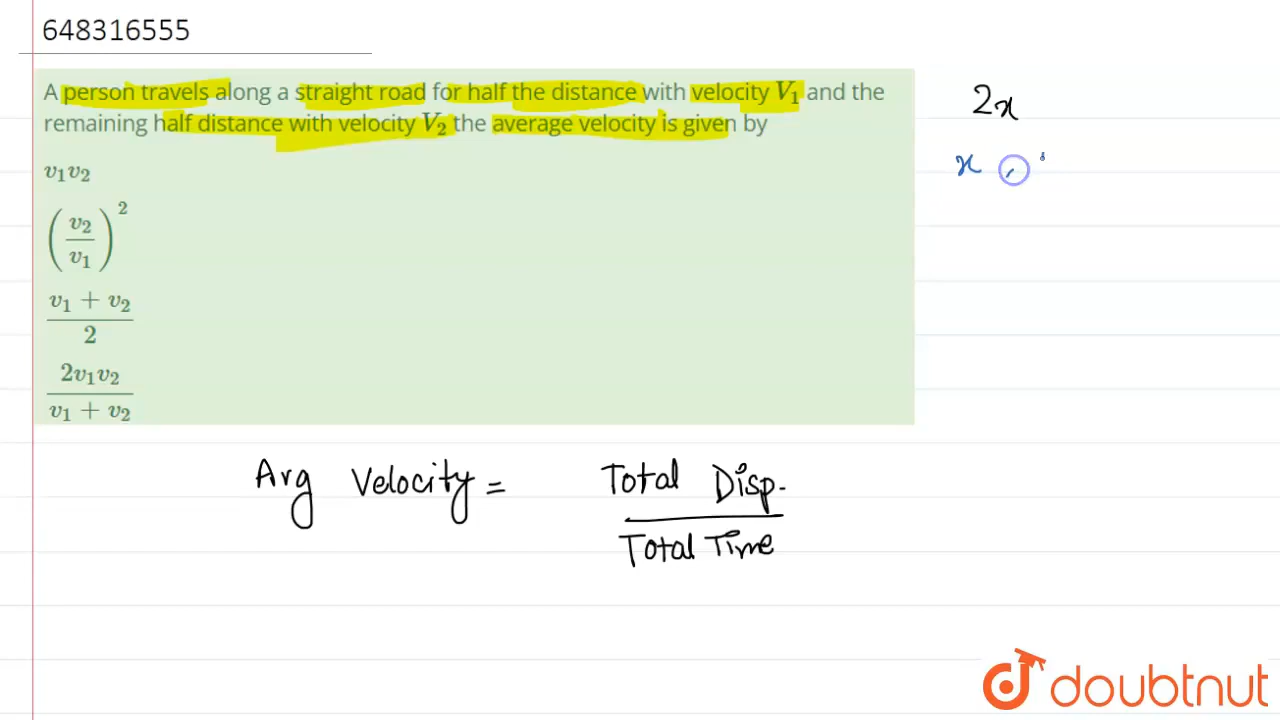 648316555
A person travels along a straight road for half the distance with velocity V₁ and the
remaining half distance with velocity V₂ the average velocity is given by
v₁v₂
(v₂/v₁)²
(v₁ + v₂)/2
2v₁v₂/(v₁ + v₂)
2x
x ,
Arg Velocity = Total Disp.
Total Time
doubtnut